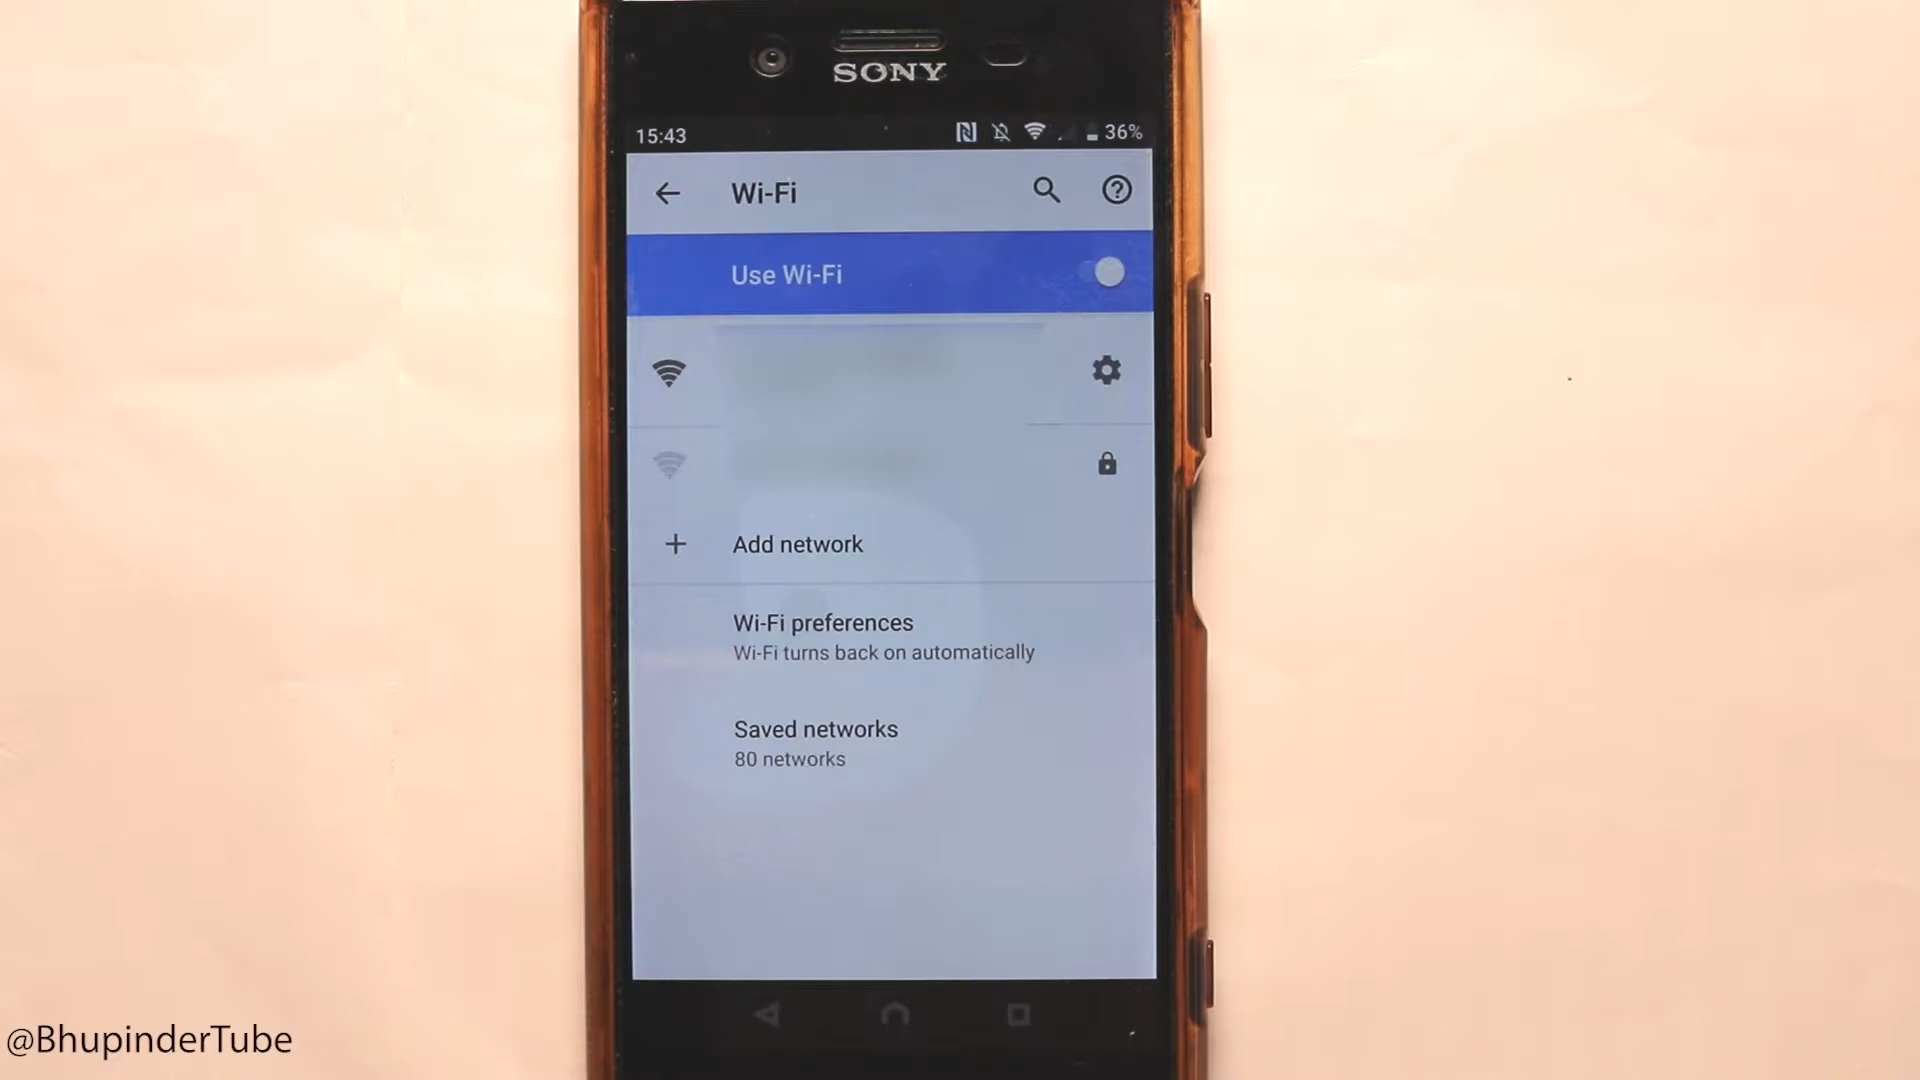 SONY
15:43
36%
Wi-Fi
Use Wi-Fi
Add network
Wi-Fi preferences
Wi-Fi turns back on automatically
Saved networks
80 networks
@BhupinderTube